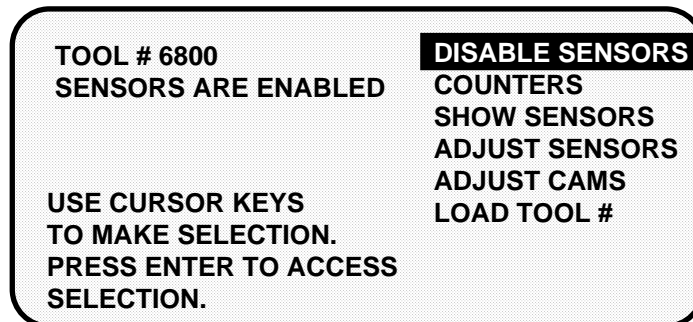 TOOL # 6800
SENSORS ARE ENABLED
USE CURSOR KEYS
TO MAKE SELECTION.
PRESS ENTER TO ACCESS
SELECTION.
DISABLE SENSORS
COUNTERS
SHOW SENSORS
ADJUST SENSORS
ADJUST CAMS
LOAD TOOL #